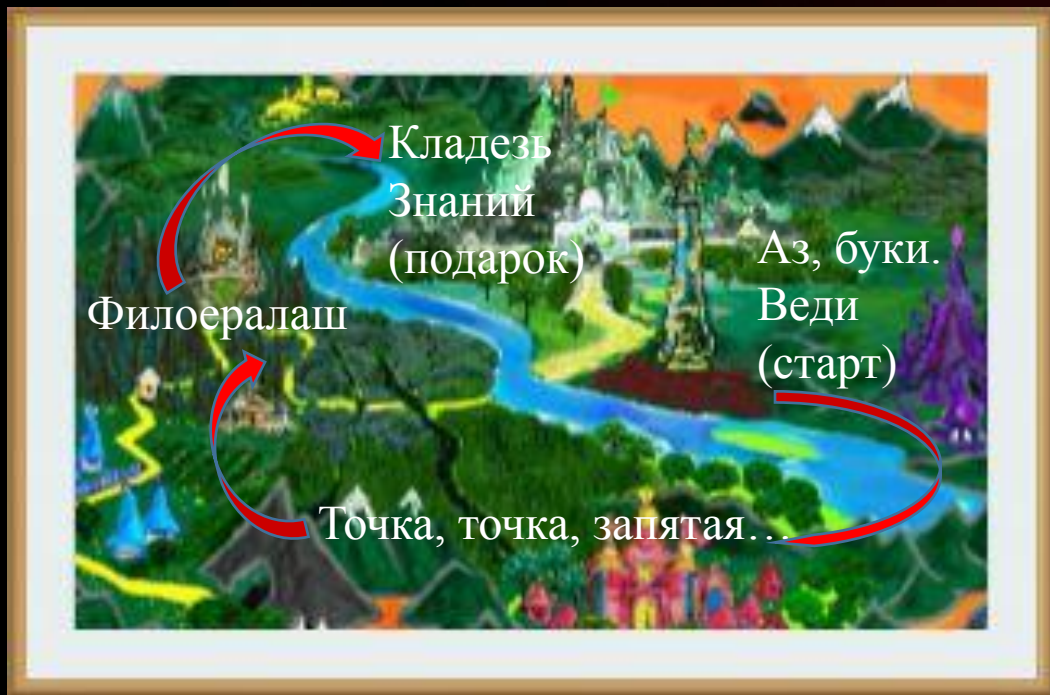 Кладезь
Знаний
(подарок)
Аз, буки.
Веди
(старт)
Филоералаш
Точка, точка, запятая…